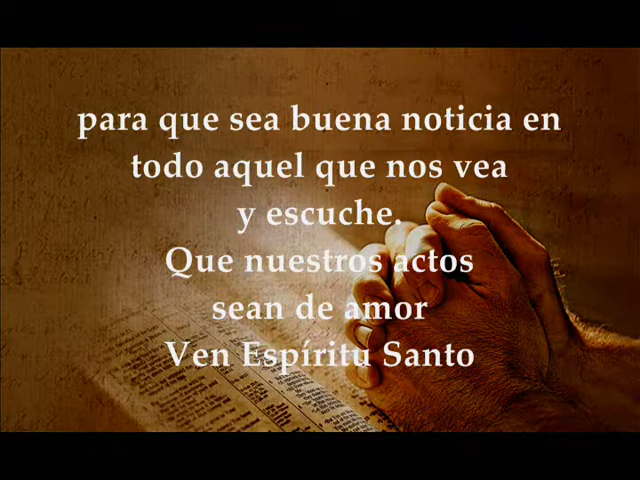 para que sea buena noticia en
todo aquel que nos vea
y escuche.
Que nuestros actos
sean de amor
Ven Espíritu Santo